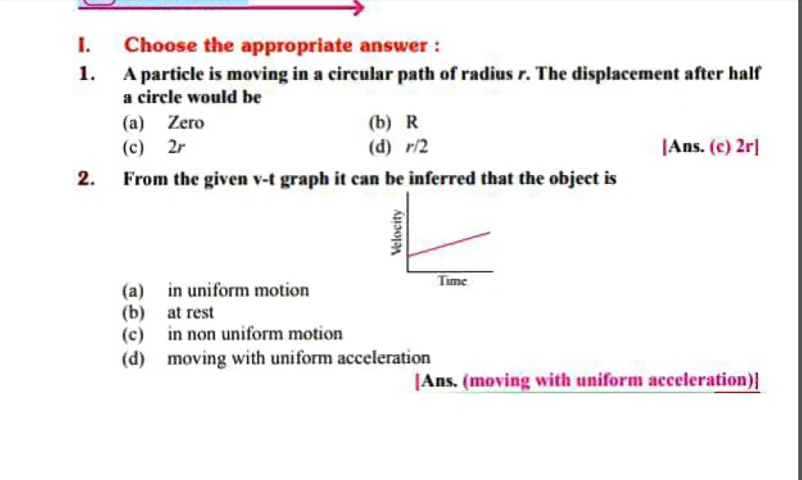 I. Choose the appropriate answer :
1. A particle is moving in a circular path of radius r. The displacement after half
a circle would be
(a) Zero (b) R
(c) 2r (d) r/2 [Ans. (c) 2r]
2. From the given v-t graph it can be inferred that the object is
Velocity
Time
(a) in uniform motion
(b) at rest
(c) in non uniform motion
(d) moving with uniform acceleration
[Ans. (moving with uniform acceleration)]